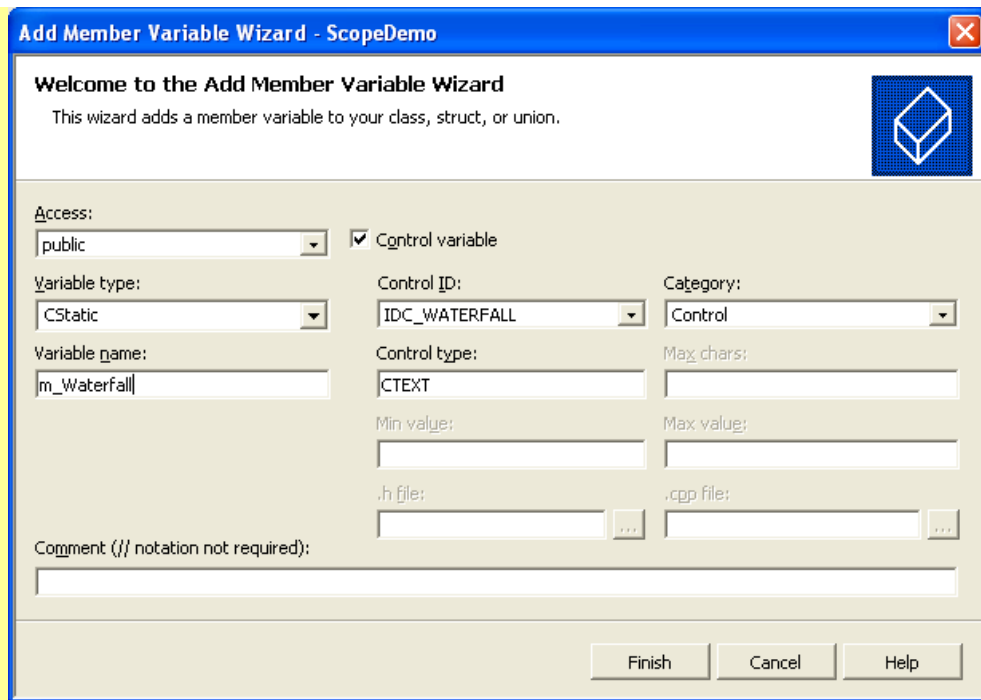 Add Member Variable Wizard - ScopeDemo
Welcome to the Add Member Variable Wizard
This wizard adds a member variable to your class, struct, or union.
Access:
public
Control variable
Variable type:
Control ID:
Category:
CStatic
IDC_WATERFALL
Control
Variable name:
Control type:
Max chars:
m_Waterfall
CTEXT
Min value:
Max value:
.h file:
.cpp file:
...
...
Comment (// notation not required):
Finish
Cancel
Help